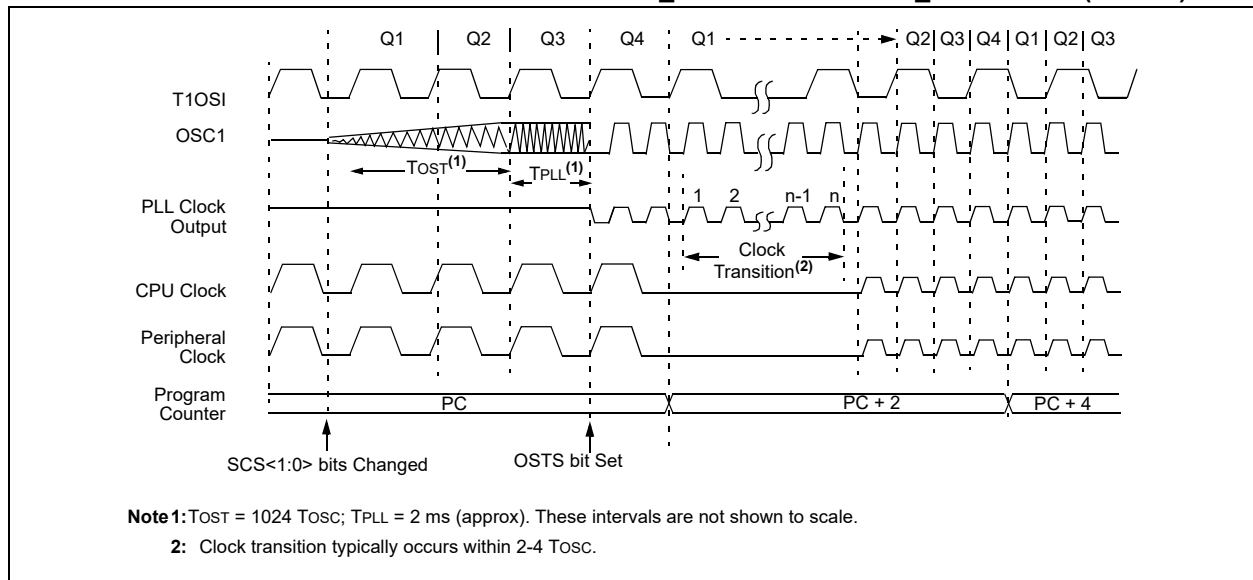 Q1 Q2 Q3 Q4 Q1 Q2 Q3 Q4 Q1 Q2 Q3
T1OSI
OSC1
TOST(1) TPLL(1)
1 2 n-1 n
PLL Clock
Output
Clock
Transition(2)
CPU Clock
Peripheral
Clock
Program
Counter
PC PC + 2 PC + 4
SCS<1:0> bits Changed
OSTS bit Set
Note 1: TOST = 1024 TOSC; TPLL = 2 ms (approx). These intervals are not shown to scale.
2: Clock transition typically occurs within 2-4 TOSC.